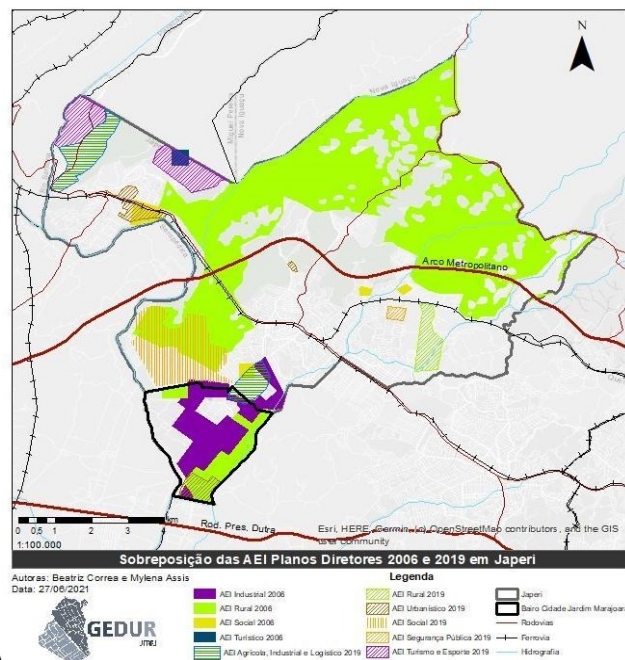 Miguel Pereira
Nova Iguaçu
Nova Iguaçu
Arco Metropolitano
Rod. Pres. Dutra
0 0,5 1 2 3 4
1:100.000
Esri, HERE, Garmin, (c) OpenStreetMap contributors, and the GIS
user community
Sobreposição das AEI Planos Diretores 2006 e 2019 em Japeri
Autoras: Beatriz Correa e Mylena Assis
Data: 27/06/2021
GEDUR
Legenda
AEI Industrial 2006
AEI Rural 2006
AEI Social 2006
AEI Turistico 2006
AEI Agrícola, Industrial e Logístico 2019
AEI Rural 2019
AEI Urbanístico 2019
AEI Social 2019
AEI Segurança Pública 2019
AEI Turismo e Esporte 2019
Japeri
Bairo Cidade Jardim Marajoara
Rodovias
Ferrovia
Hidrografia